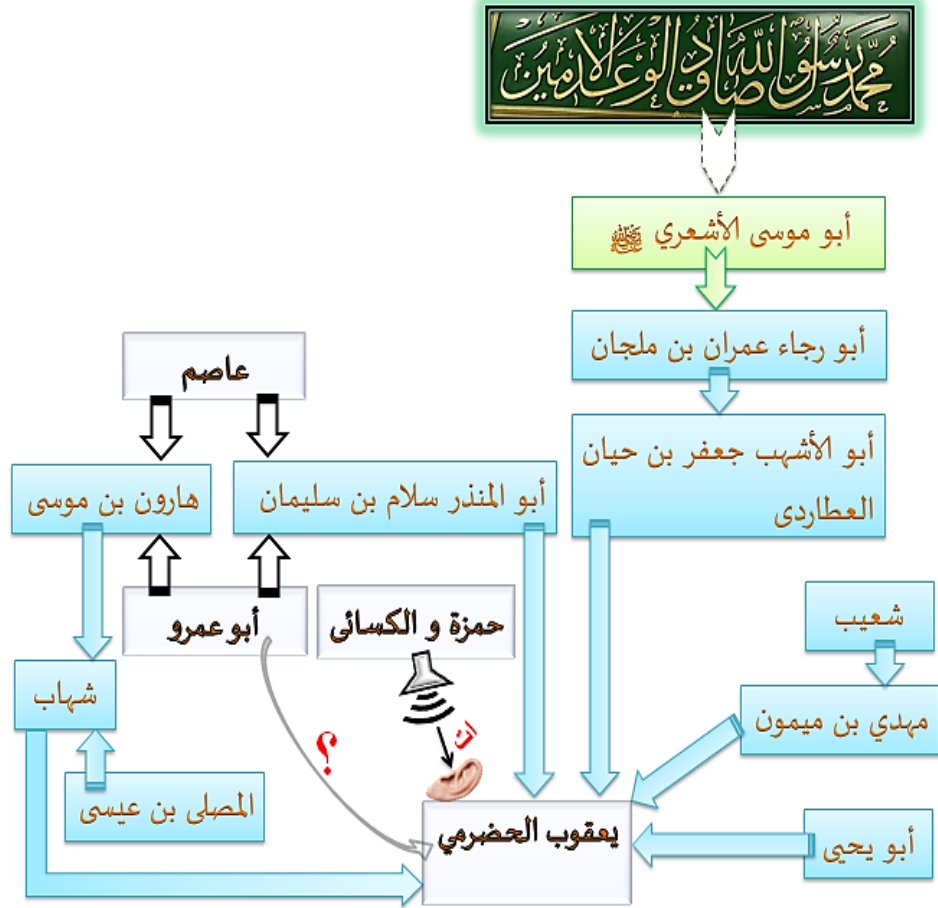 محمد رسول الله صادق الوعد الأمين
أبو موسى الأشعري ﵁
أبو رجاء عمران بن ملجان
عاصم
أبو الأشهب جعفر بن حيان
العطاردى
أبو المنذر سلام بن سليمان
هارون بن موسى
شعيب
حمزة و الكسائى
أبو عمرو
شهاب
مهدي بن ميمون
؟
المصلى بن عيسى
يعقوب الحضرمي
أبو يحيى